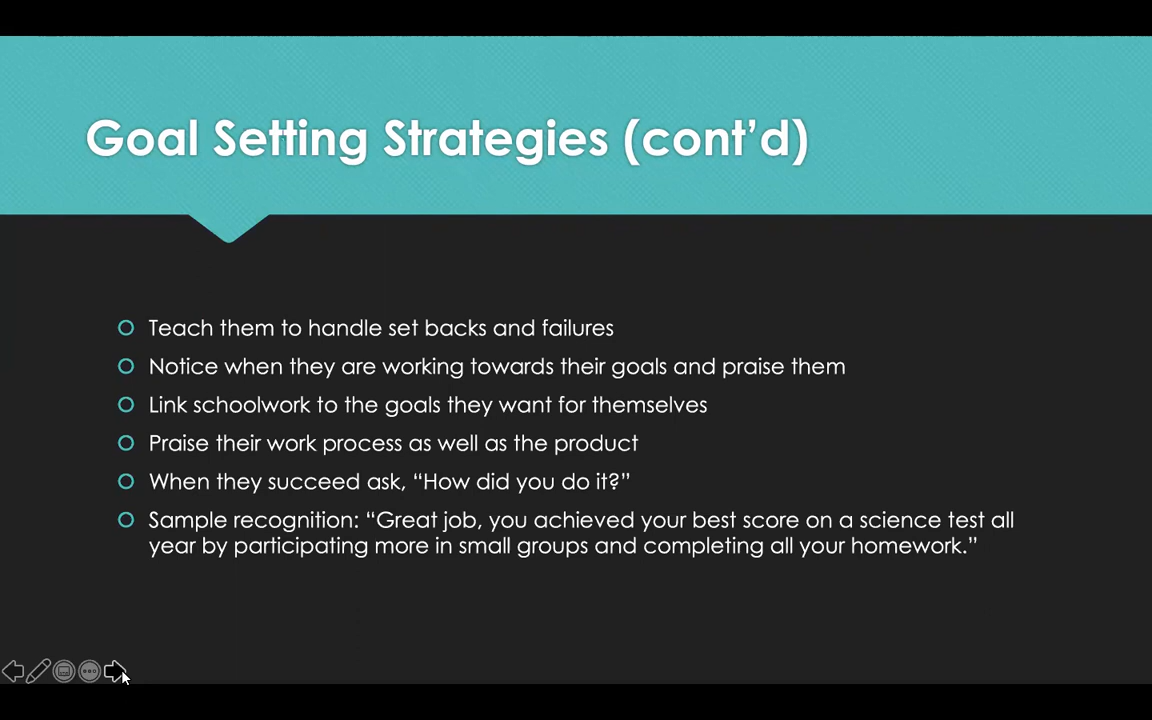 Goal Setting Strategies (cont’d)
Teach them to handle set backs and failures
Notice when they are working towards their goals and praise them
Link schoolwork to the goals they want for themselves
Praise their work process as well as the product
When they succeed ask, “How did you do it?”
Sample recognition: “Great job, you achieved your best score on a science test all
year by participating more in small groups and completing all your homework.”